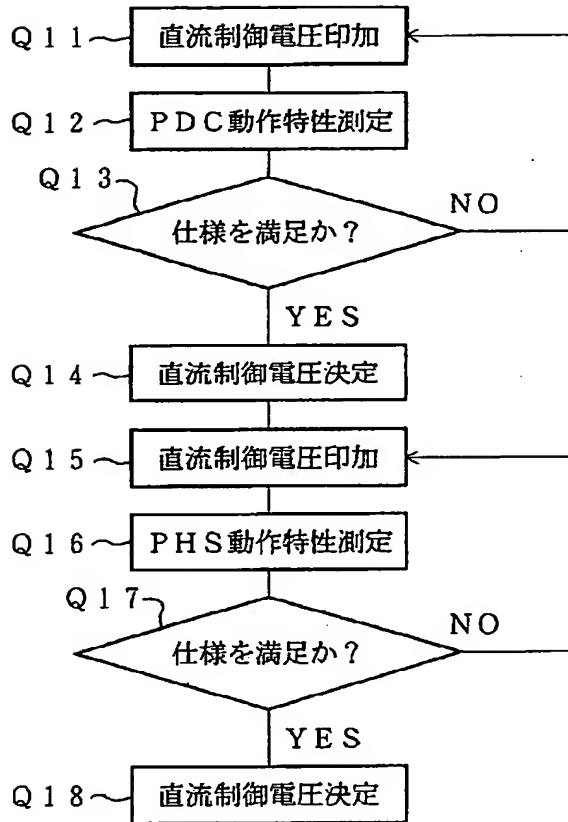 Q11 直流制御電圧印加
Q12 PDC動作特性測定
Q13
仕様を満足か？ NO
YES
Q14 直流制御電圧決定
Q15 直流制御電圧印加
Q16 PHS動作特性測定
Q17
仕様を満足か？ NO
YES
Q18 直流制御電圧決定